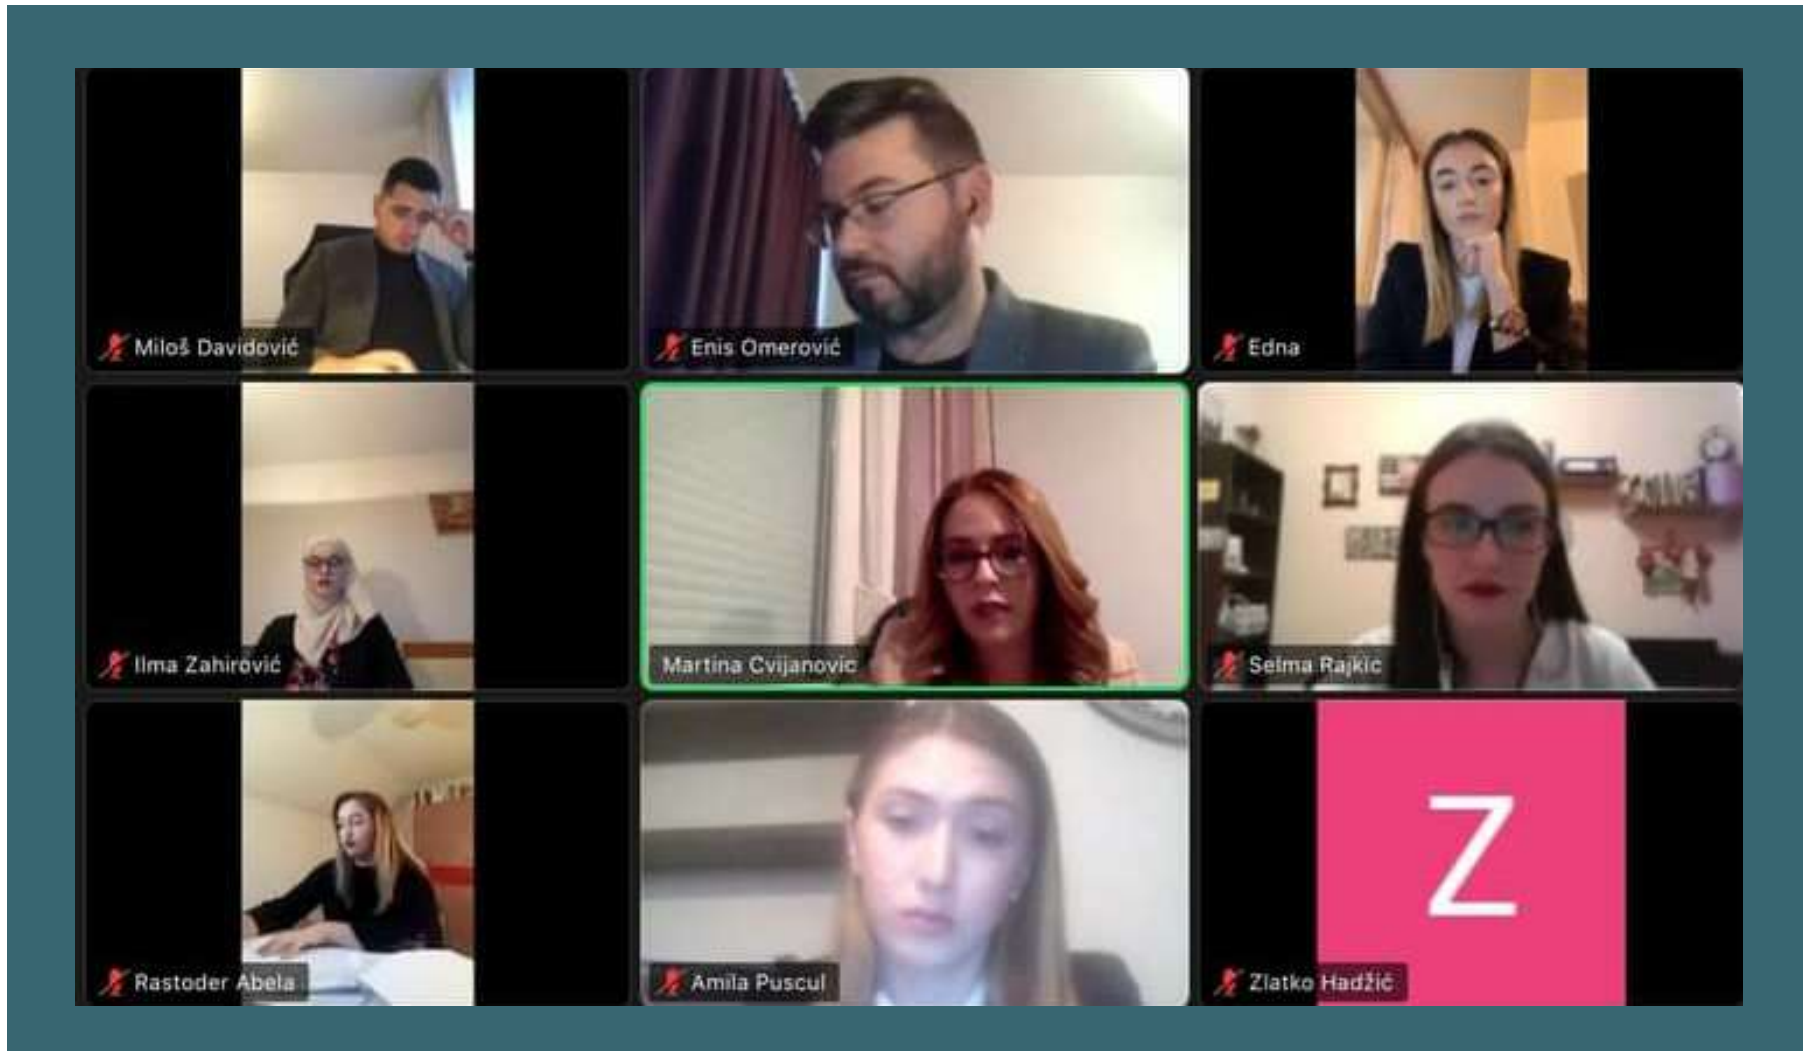 Miloš Davidović
Enis Omerović
Edna
Ilma Zahirović
Martina Cvijanovic
Selma Rajkic
Rastoder Abela
Amila Puscul
Z
Zlatko Hadžić